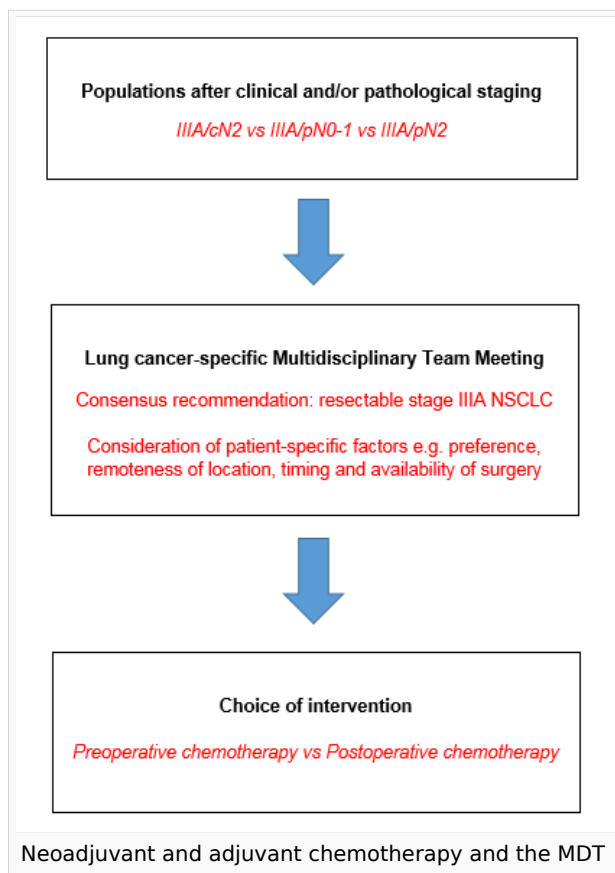 Populations after clinical and/or pathological staging
IIIA/cN2 vs IIIA/pN0-1 vs IIIA/pN2
Lung cancer-specific Multidisciplinary Team Meeting
Consensus recommendation: resectable stage IIIA NSCLC
Consideration of patient-specific factors e.g. preference,
remoteness of location, timing and availability of surgery
Choice of intervention
Preoperative chemotherapy vs Postoperative chemotherapy
Neoadjuvant and adjuvant chemotherapy and the MDT